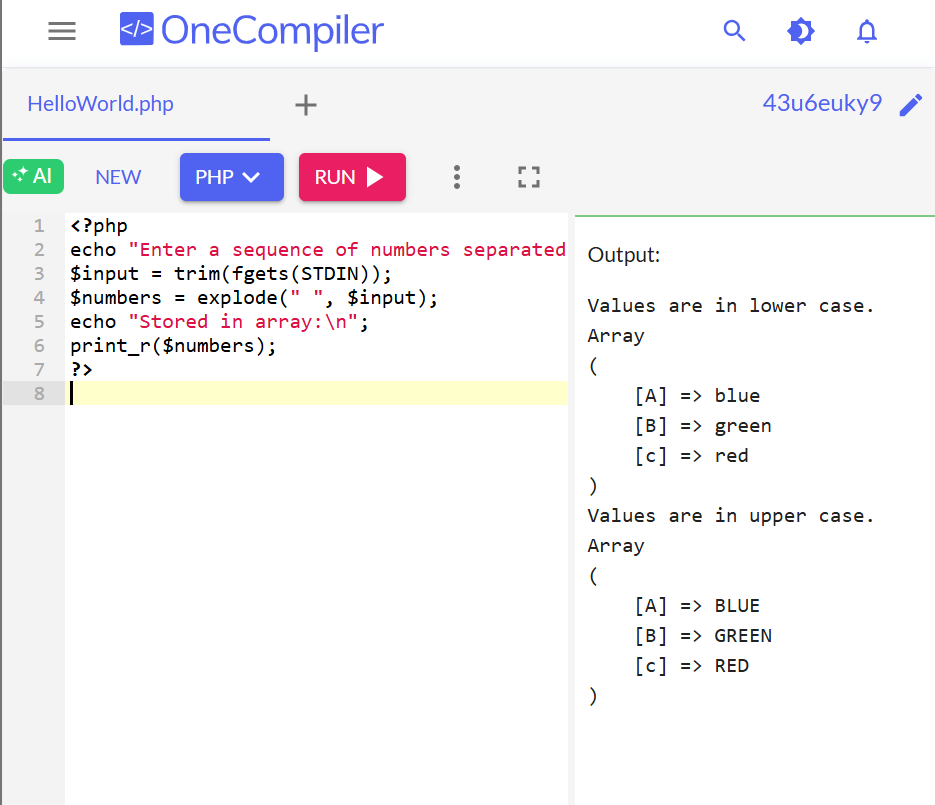 </> OneCompiler
HelloWorld.php +
43u6euky9
AI NEW PHP RUN
1 <?php
2 echo "Enter a sequence of numbers separated
3 $input = trim(fgets(STDIN));
4 $numbers = explode(" ", $input);
5 echo "Stored in array:\n";
6 print_r($numbers);
7 ?>
8
Output:
Values are in lower case.
Array
(
    [A] => blue
    [B] => green
    [c] => red
)
Values are in upper case.
Array
(
    [A] => BLUE
    [B] => GREEN
    [c] => RED
)